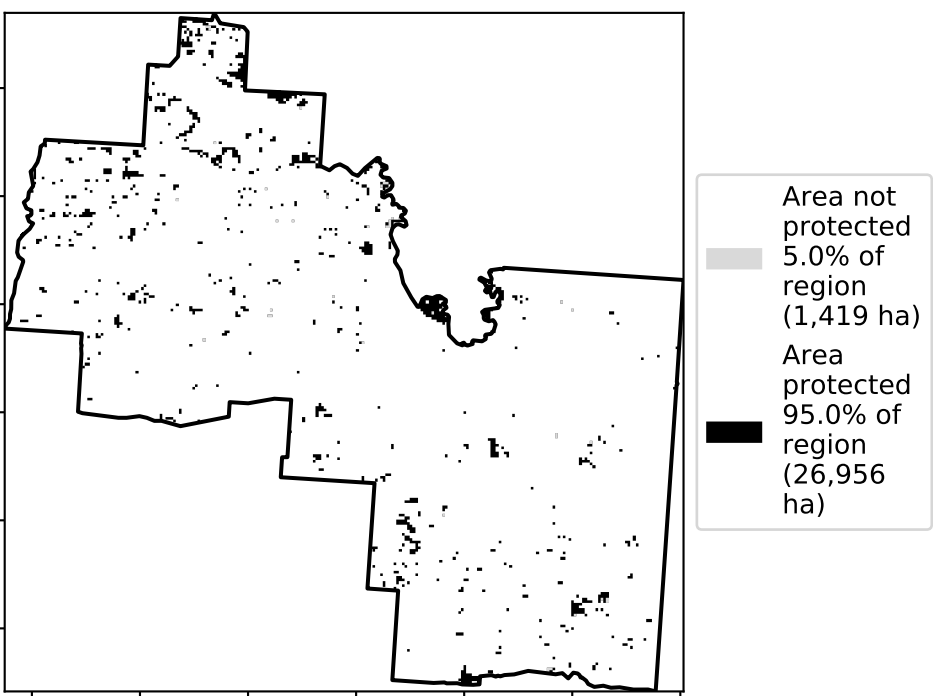 Area not
protected
5.0% of
region
(1,419 ha)
Area
protected
95.0% of
region
(26,956
ha)